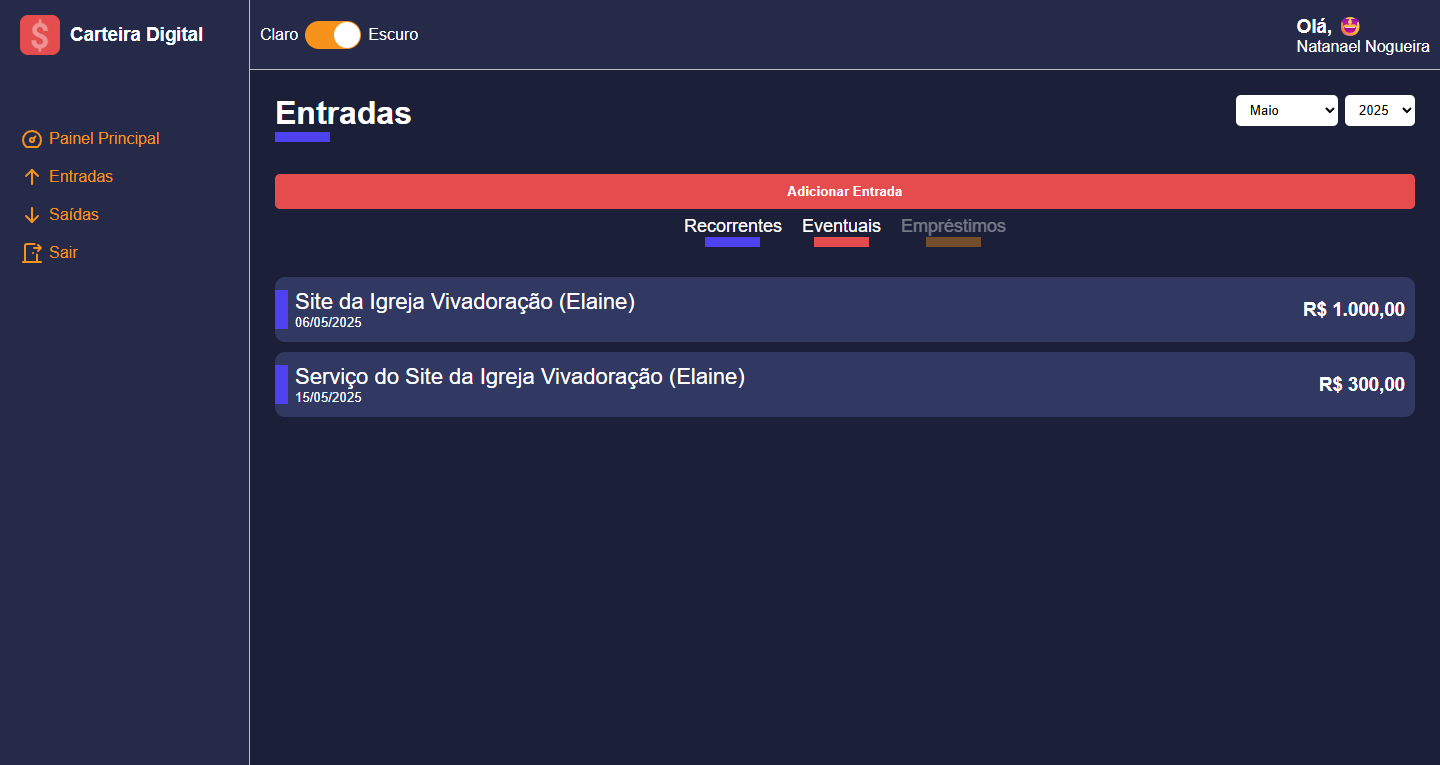 Carteira Digital
Claro Escuro
Olá, 🤩
Natanael Nogueira
Painel Principal
Entradas
Saídas
Sair
Entradas
Maio 2025
Adicionar Entrada
Recorrentes Eventuais Empréstimos
Site da Igreja Vivadoração (Elaine)
06/05/2025
R$ 1.000,00
Serviço do Site da Igreja Vivadoração (Elaine)
15/05/2025
R$ 300,00